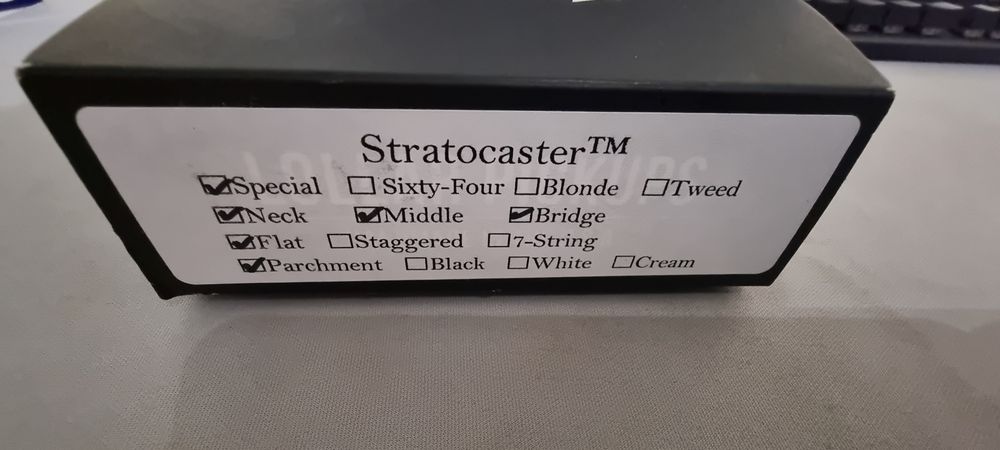 Stratocaster™
☑Special ☐Sixty-Four ☐Blonde ☐Tweed
☑Neck ☑Middle ☑Bridge
☑Flat ☐Staggered ☐7-String
☑Parchment ☐Black ☐White ☐Cream